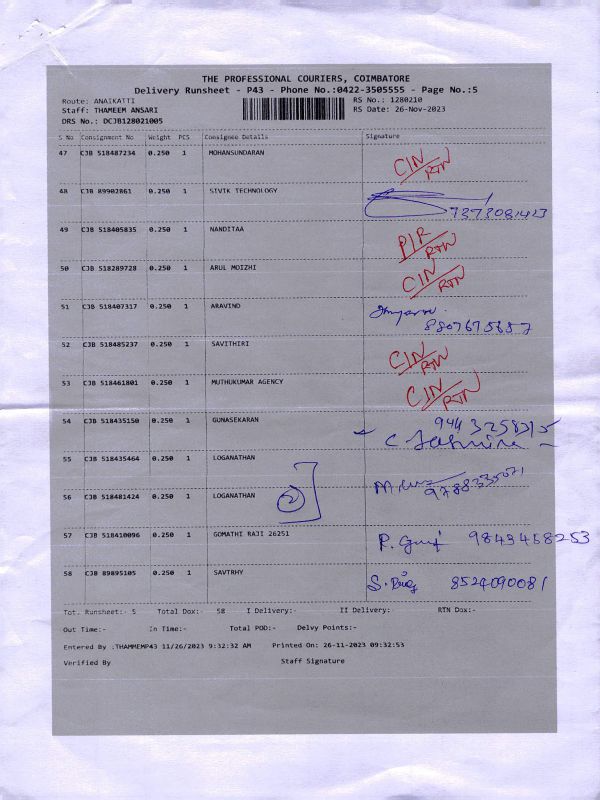 THE PROFESSIONAL COURIERS, COIMBATORE
Delivery Runsheet - P43 - Phone No.:0422-3505555 - Page No.:5
Route: ANAIKATTI RS No.: 1280210
Staff: THAMEEM ANSARI RS Date: 26-Nov-2023
DRS No.: DCJB128021005
S No Consignment No Weight PCS Consignee Details Signature
47 CJB 518487234 0.250 1 MOHANSUNDARAN CIN/RTN
48 CJB 89902861 0.250 1 SIVIK TECHNOLOGY 7373081413
49 CJB 518405835 0.250 1 NANDITAA P/R/RTN
50 CJB 518289728 0.250 1 ARUL MOIZHI CIN/RTN
51 CJB 518407317 0.250 1 ARAVIND
8807675657
52 CJB 518485237 0.250 1 SAVITHIRI CIN/RTN
53 CJB 518461801 0.250 1 MUTHUKUMAR AGENCY CIN/RTN
54 CJB 518435150 0.250 1 GUNASEKARAN
55 CJB 518435464 0.250 1 LOGANATHAN
56 CJB 518481424 0.250 1 LOGANATHAN 2
57 CJB 518410096 0.250 1 GOMATHI RAJI 26251 9843468253
58 CJB 89895105 0.250 1 SAVTRHY 8524090081
Tot. Runsheet:- 5 Total Dox:- 58 I Delivery:- II Delivery:- RTN Dox:-
Out Time:- In Time:- Total POD:- Delvy Points:-
Entered By :THAMMEMP43 11/26/2023 9:32:32 AM Printed On: 26-11-2023 09:32:53
Verified By Staff Signature